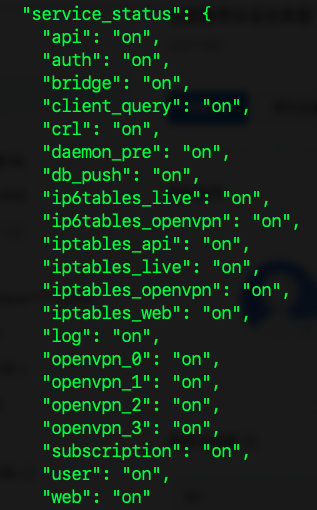 "service_status": {
"api": "on",
"auth": "on",
"bridge": "on",
"client_query": "on",
"crl": "on",
"daemon_pre": "on",
"db_push": "on",
"ip6tables_live": "on",
"ip6tables_openvpn": "on",
"iptables_api": "on",
"iptables_live": "on",
"iptables_openvpn": "on",
"iptables_web": "on",
"log": "on",
"openvpn_0": "on",
"openvpn_1": "on",
"openvpn_2": "on",
"openvpn_3": "on",
"subscription": "on",
"user": "on",
"web": "on"